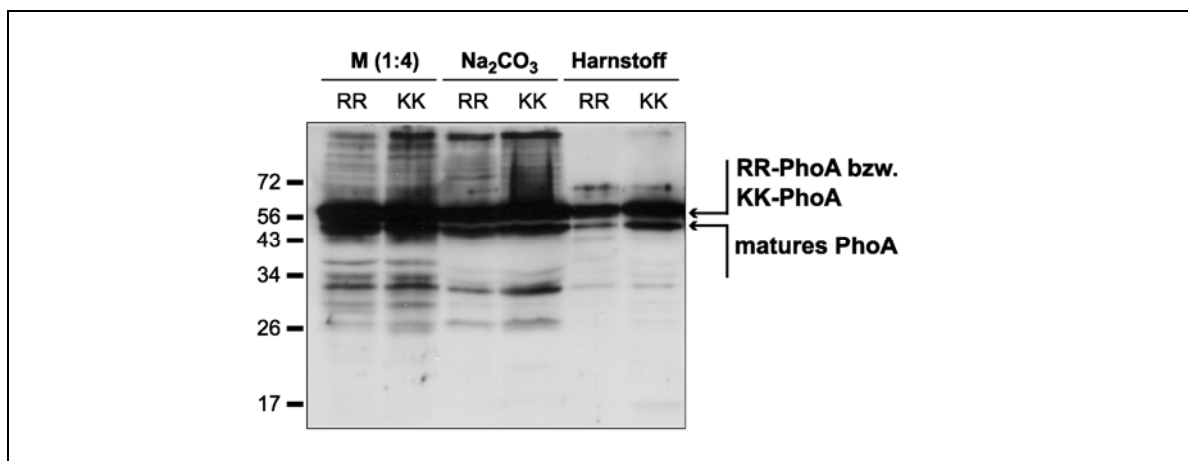 M (1:4) Na₂CO₃ Harnstoff
RR KK RR KK RR KK
72
56
43
34
26
17
RR-PhoA bzw.
KK-PhoA
matures PhoA